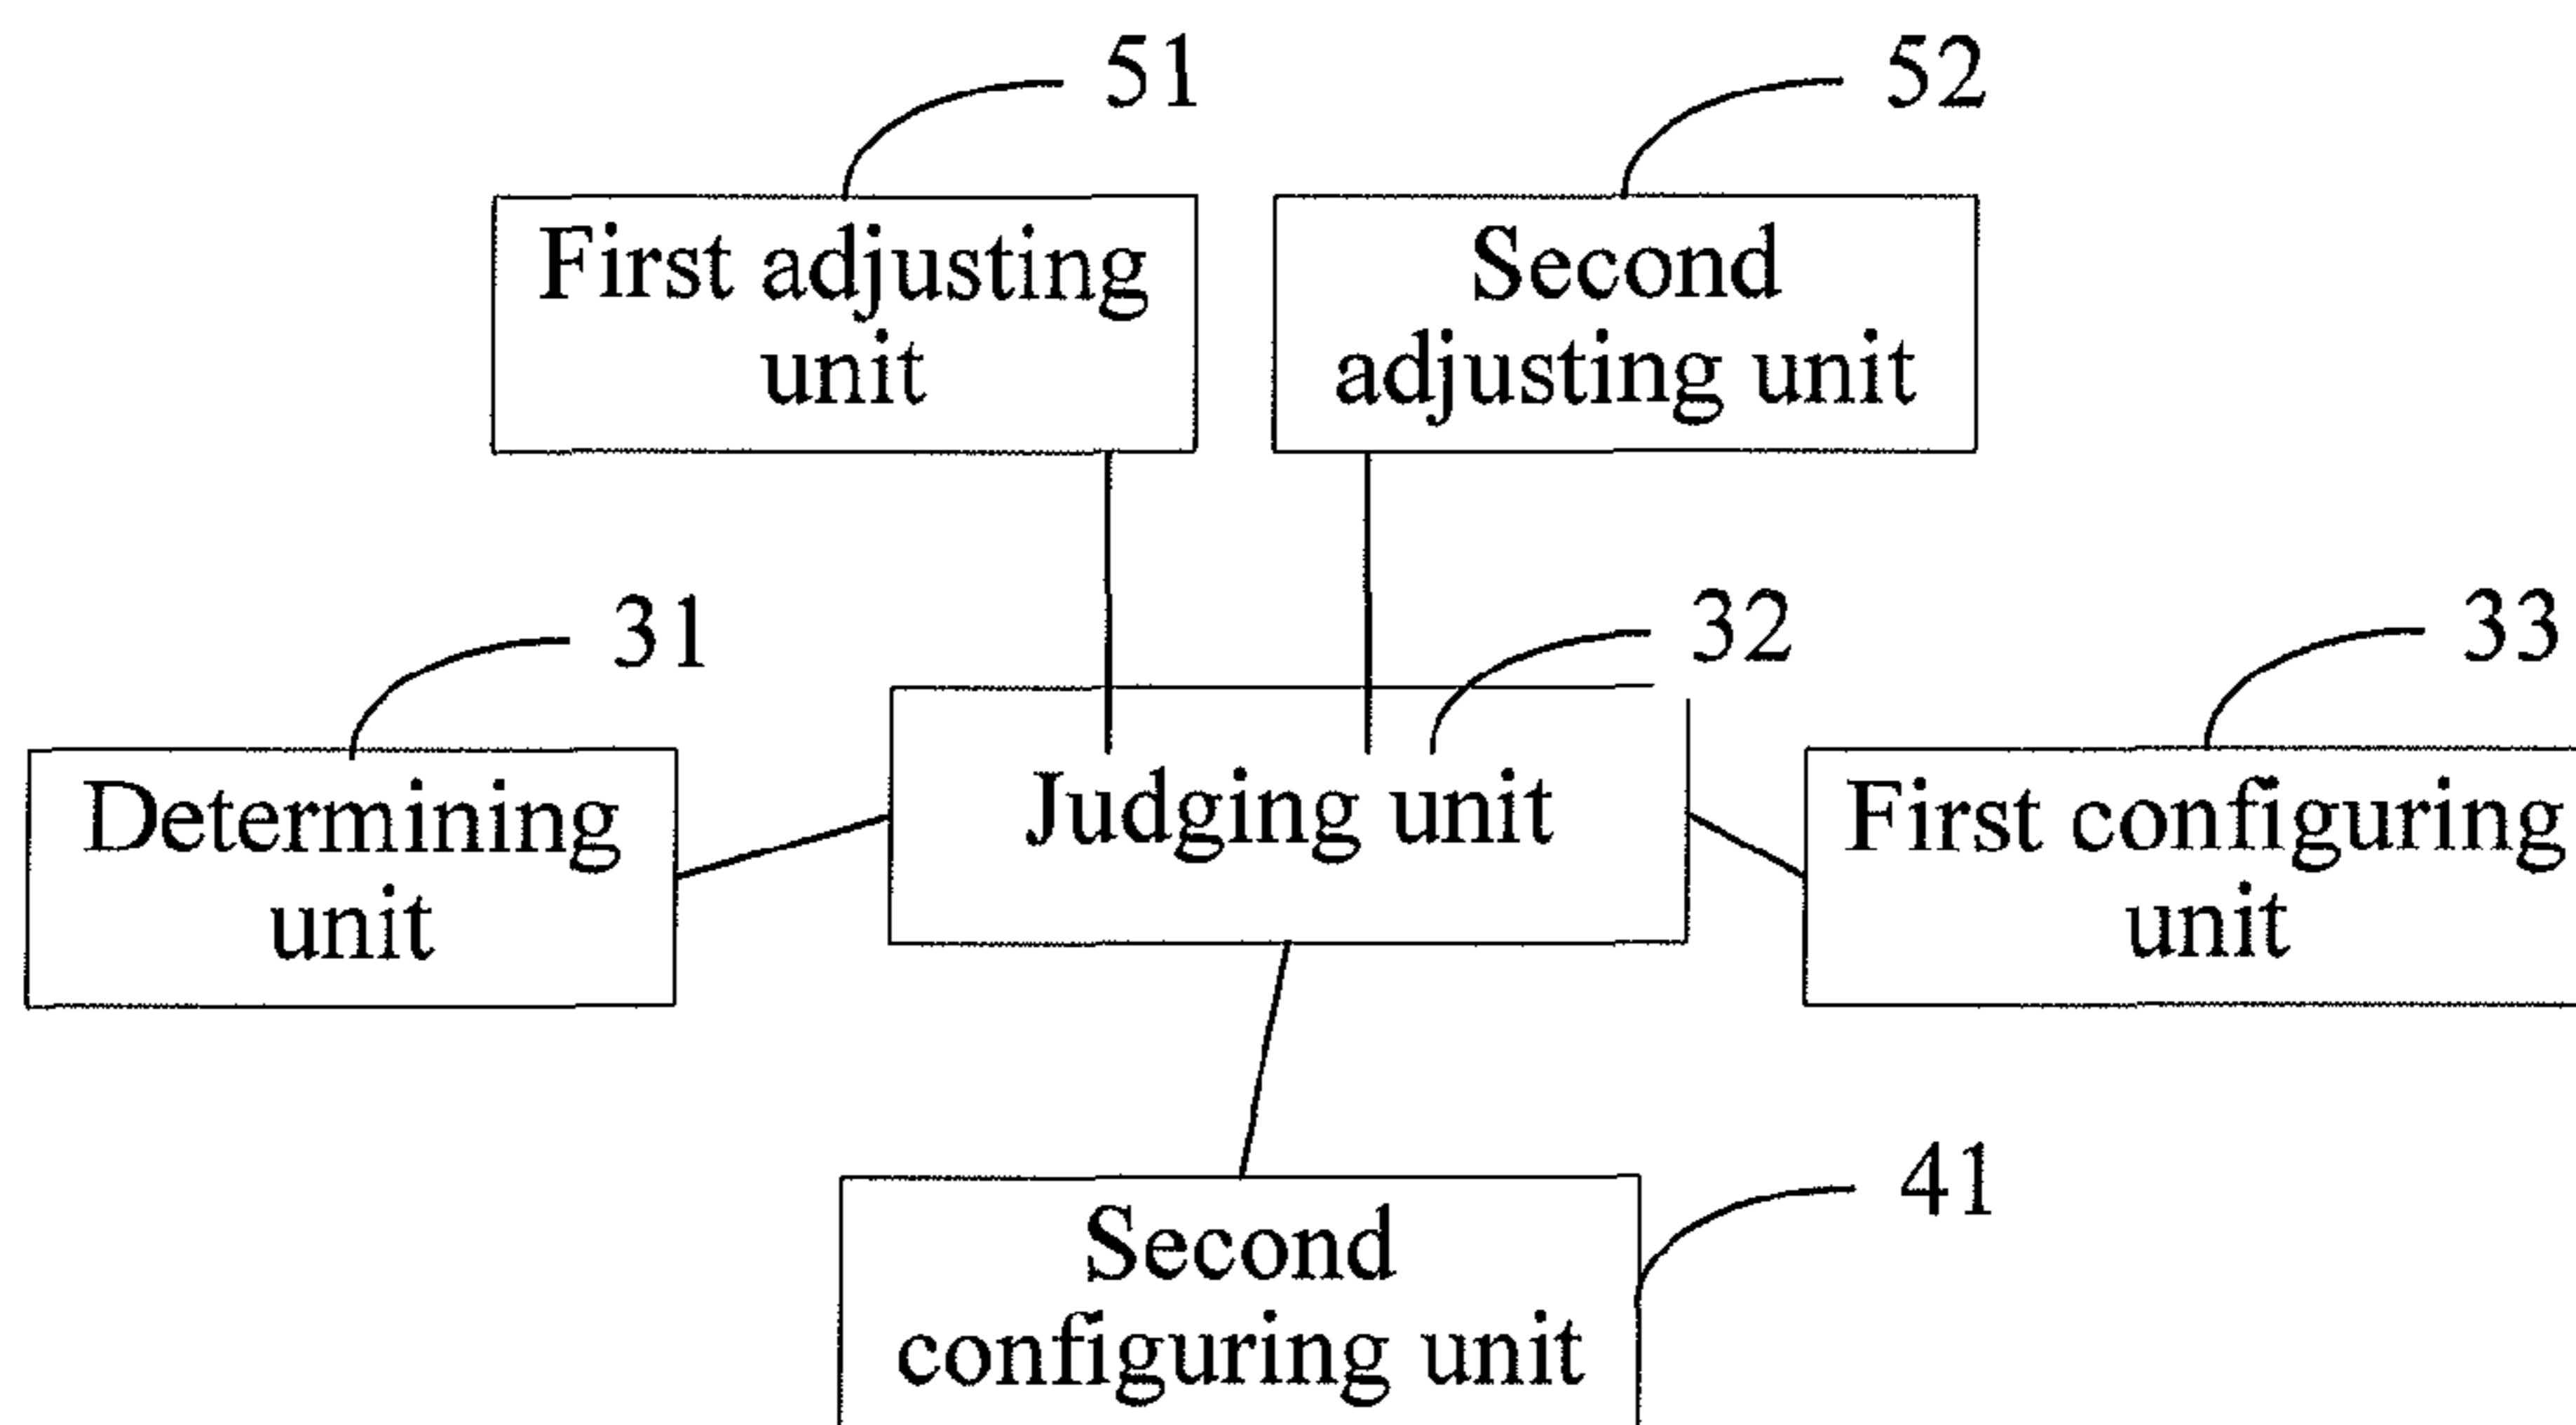 51
52
First adjusting
unit
Second
adjusting unit
31
32
33
Determining
unit
Judging unit
First configuring
unit
41
Second
configuring unit